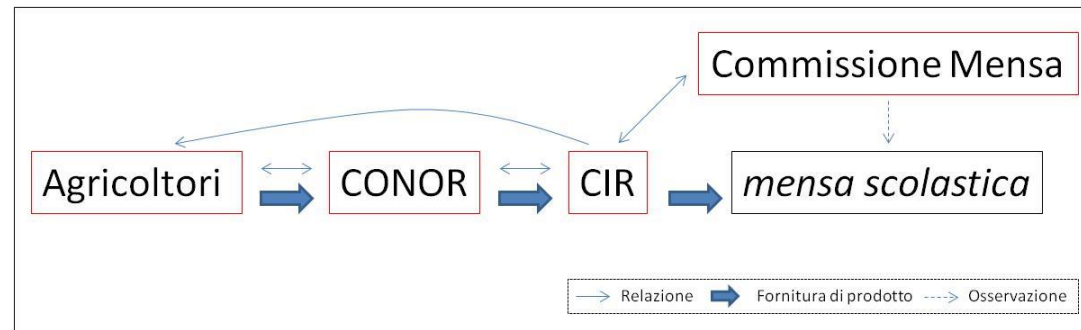 Commissione Mensa
Agricoltori
CONOR
CIR
mensa scolastica
Relazione
Fornitura di prodotto
Osservazione